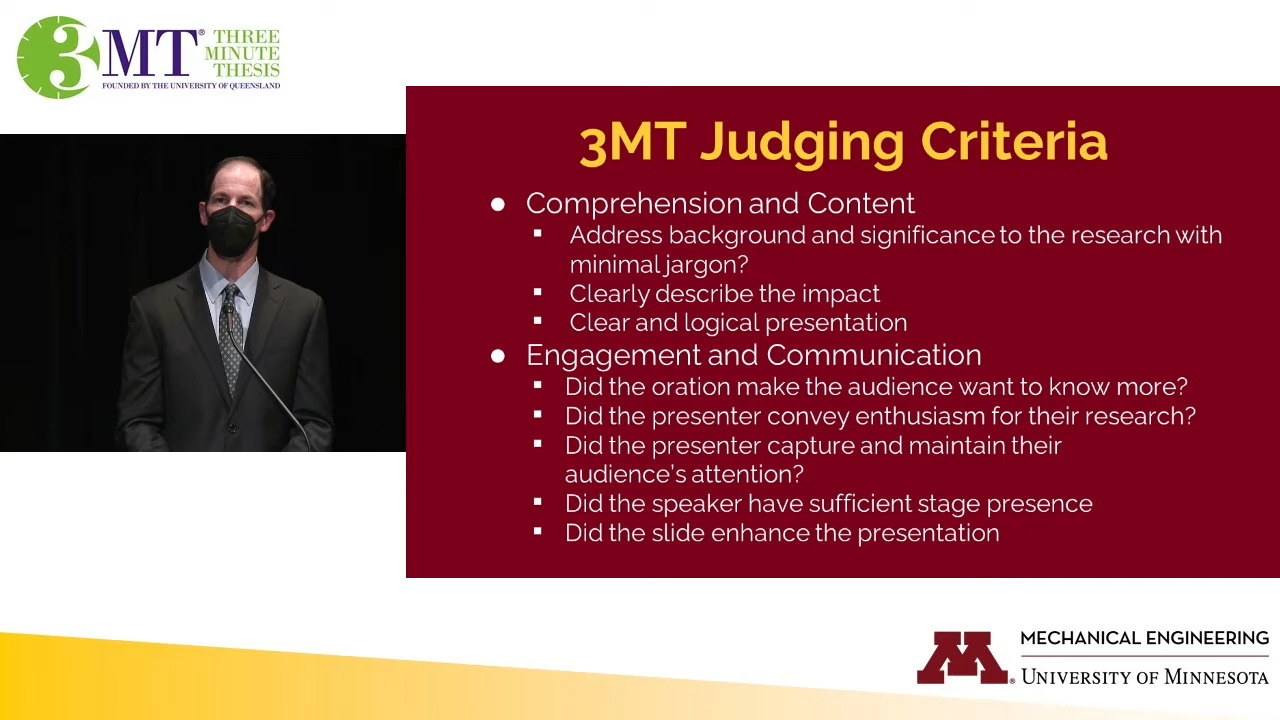 3MT® THREE
MINUTE
THESIS
FOUNDED BY THE UNIVERSITY OF QUEENSLAND
3MT Judging Criteria
● Comprehension and Content
▪ Address background and significance to the research with
minimal jargon?
▪ Clearly describe the impact
▪ Clear and logical presentation
● Engagement and Communication
▪ Did the oration make the audience want to know more?
▪ Did the presenter convey enthusiasm for their research?
▪ Did the presenter capture and maintain their
audience's attention?
▪ Did the speaker have sufficient stage presence
▪ Did the slide enhance the presentation
M®
MECHANICAL ENGINEERING
UNIVERSITY OF MINNESOTA